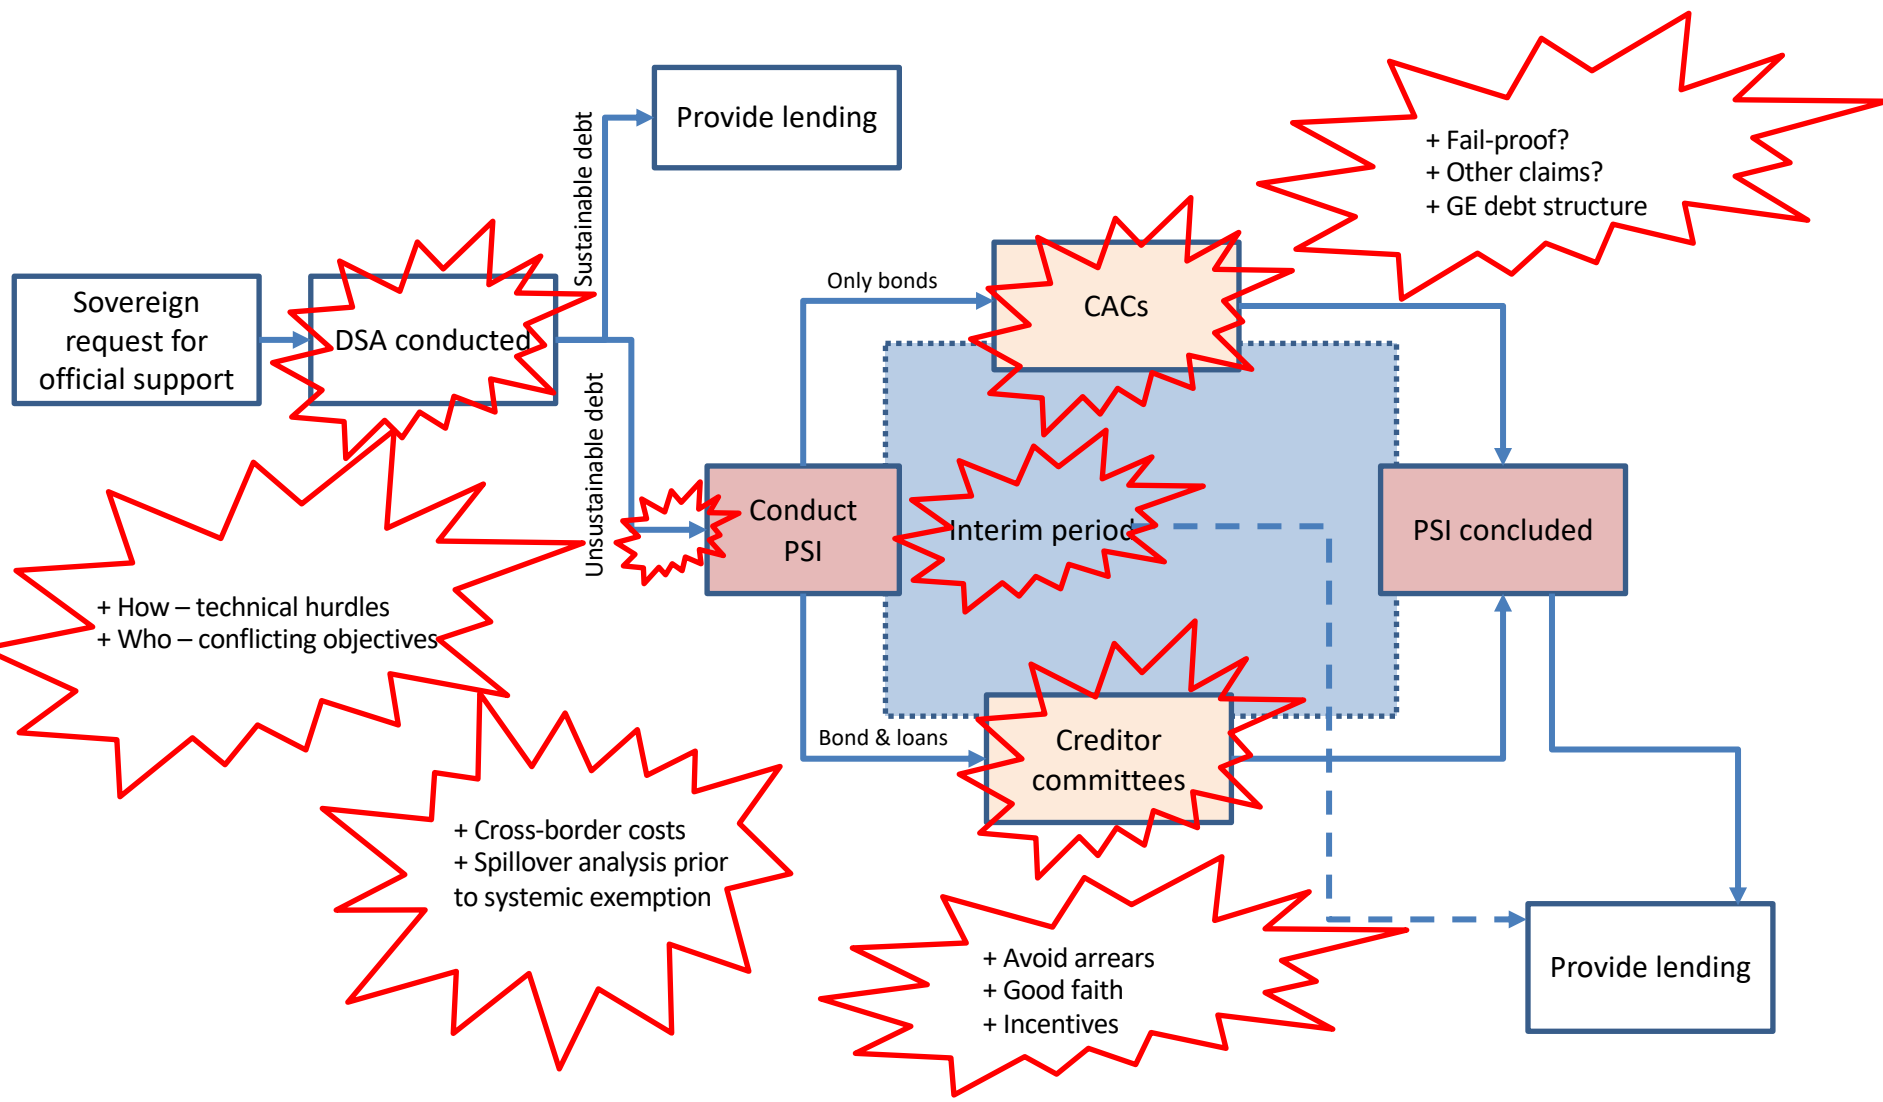 Provide lending
Sustainable debt
+ Fail-proof?
+ Other claims?
+ GE debt structure
Sovereign
request for
official support
DSA conducted
Only bonds
CACs
Unsustainable debt
Conduct
PSI
Interim period
PSI concluded
+ How – technical hurdles
+ Who – conflicting objectives
Bond & loans
Creditor
committees
+ Cross-border costs
+ Spillover analysis prior
to systemic exemption
+ Avoid arrears
+ Good faith
+ Incentives
Provide lending